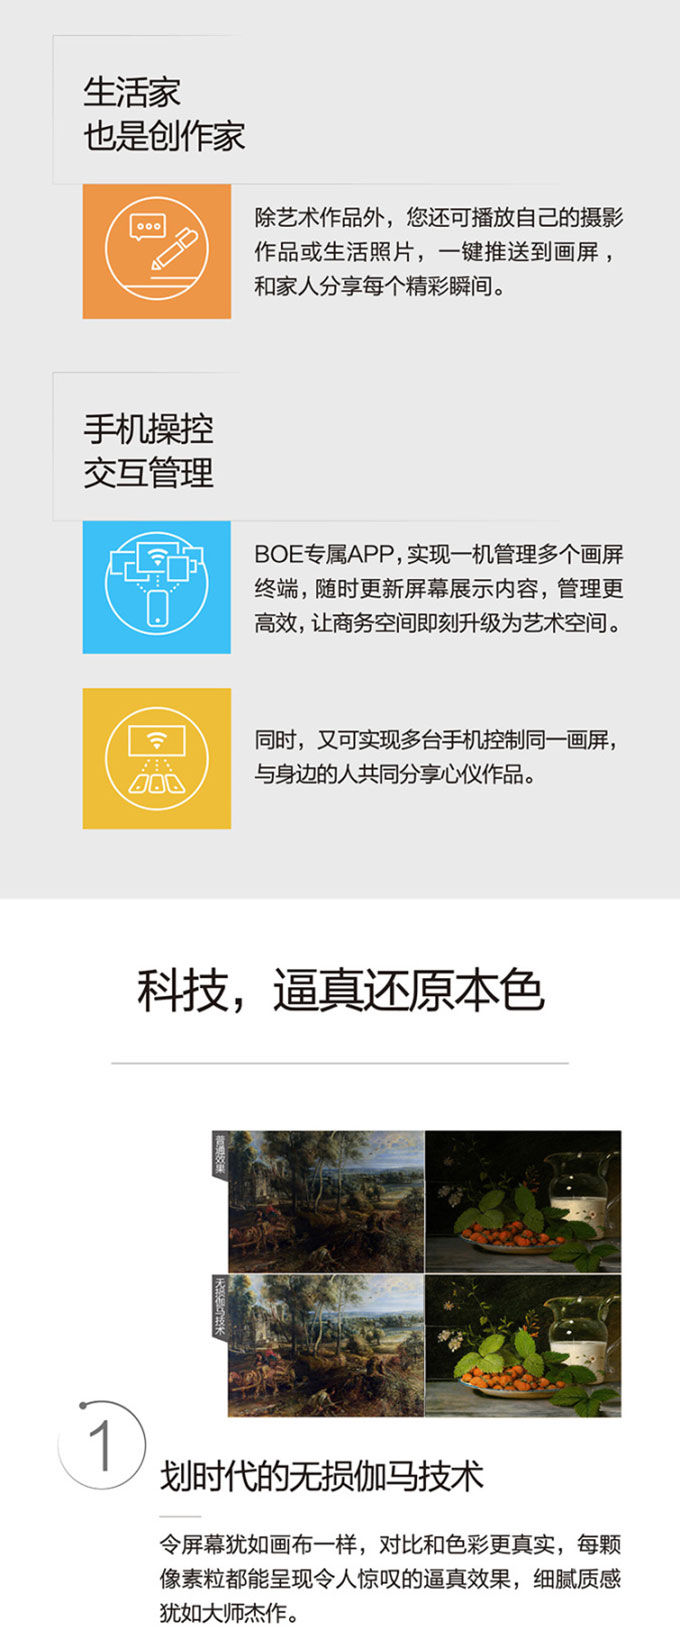 生活家
也是创作家
除艺术作品外，您还可播放自己的摄影
作品或生活照片，一键推送到画屏，
和家人分享每个精彩瞬间。
手机操控
交互管理
BOE专属APP，实现一机管理多个画屏
终端，随时更新屏幕展示内容，管理更
高效，让商务空间即刻升级为艺术空间。
同时，又可实现多台手机控制同一画屏，
与身边的人共同分享心仪作品。
科技，逼真还原本色
普通效果
无损伽马技术
1
划时代的无损伽马技术
令屏幕犹如画布一样，对比和色彩更真实，每颗
像素粒都能呈现令人惊叹的逼真效果，细腻质感
犹如大师杰作。